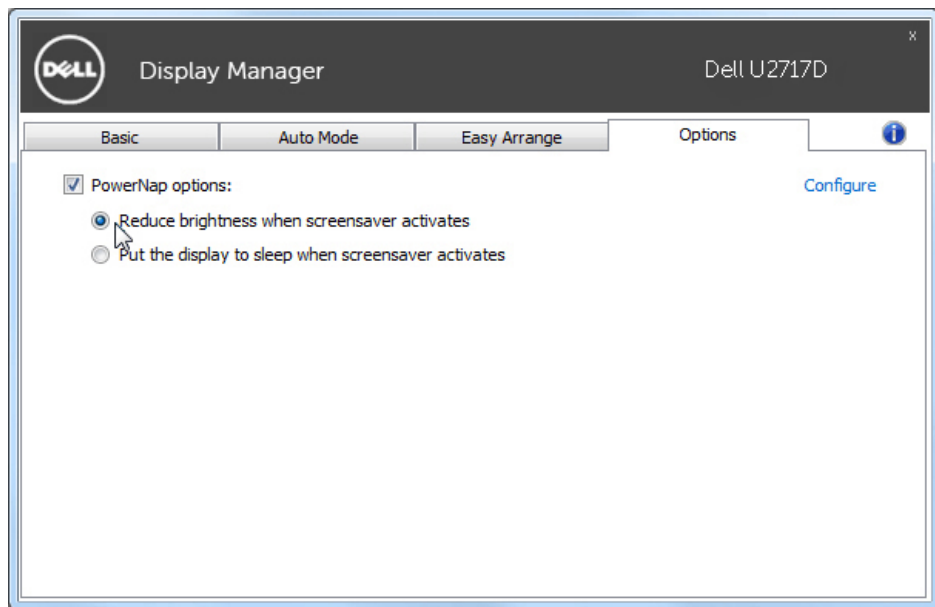 DELL
Display Manager
Dell U2717D
x
Basic
Auto Mode
Easy Arrange
Options
i
PowerNap options:
Configure
Reduce brightness when screensaver activates
Put the display to sleep when screensaver activates